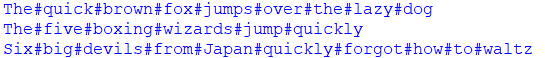 The#quick#brown#fox#jumps#over#the#lazy#dog
The#five#boxing#wizards#jump#quickly
Six#big#devils#from#Japan#quickly#forgot#how#to#waltz